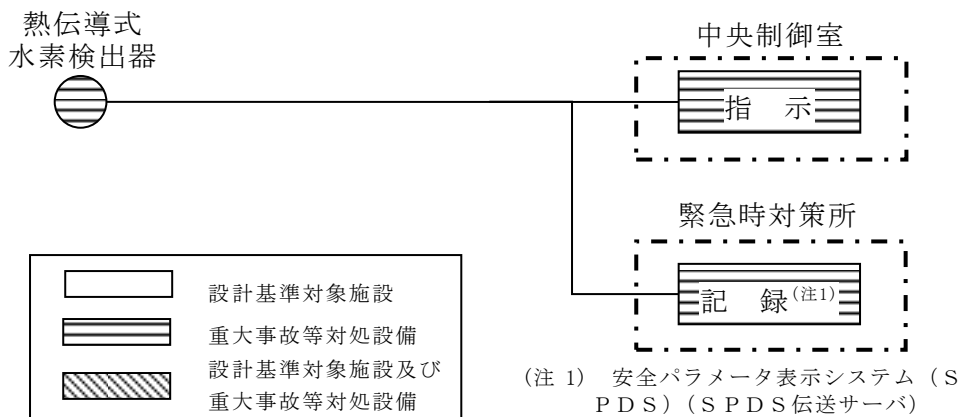 熱伝導式
水素検出器
中央制御室
指 示
緊急時対策所
記 録(注1)
設計基準対象施設
重大事故等対処設備
設計基準対象施設及び
重大事故等対処設備
(注 1) 安全パラメータ表示システム(S
PDS)(SPDS伝送サーバ)